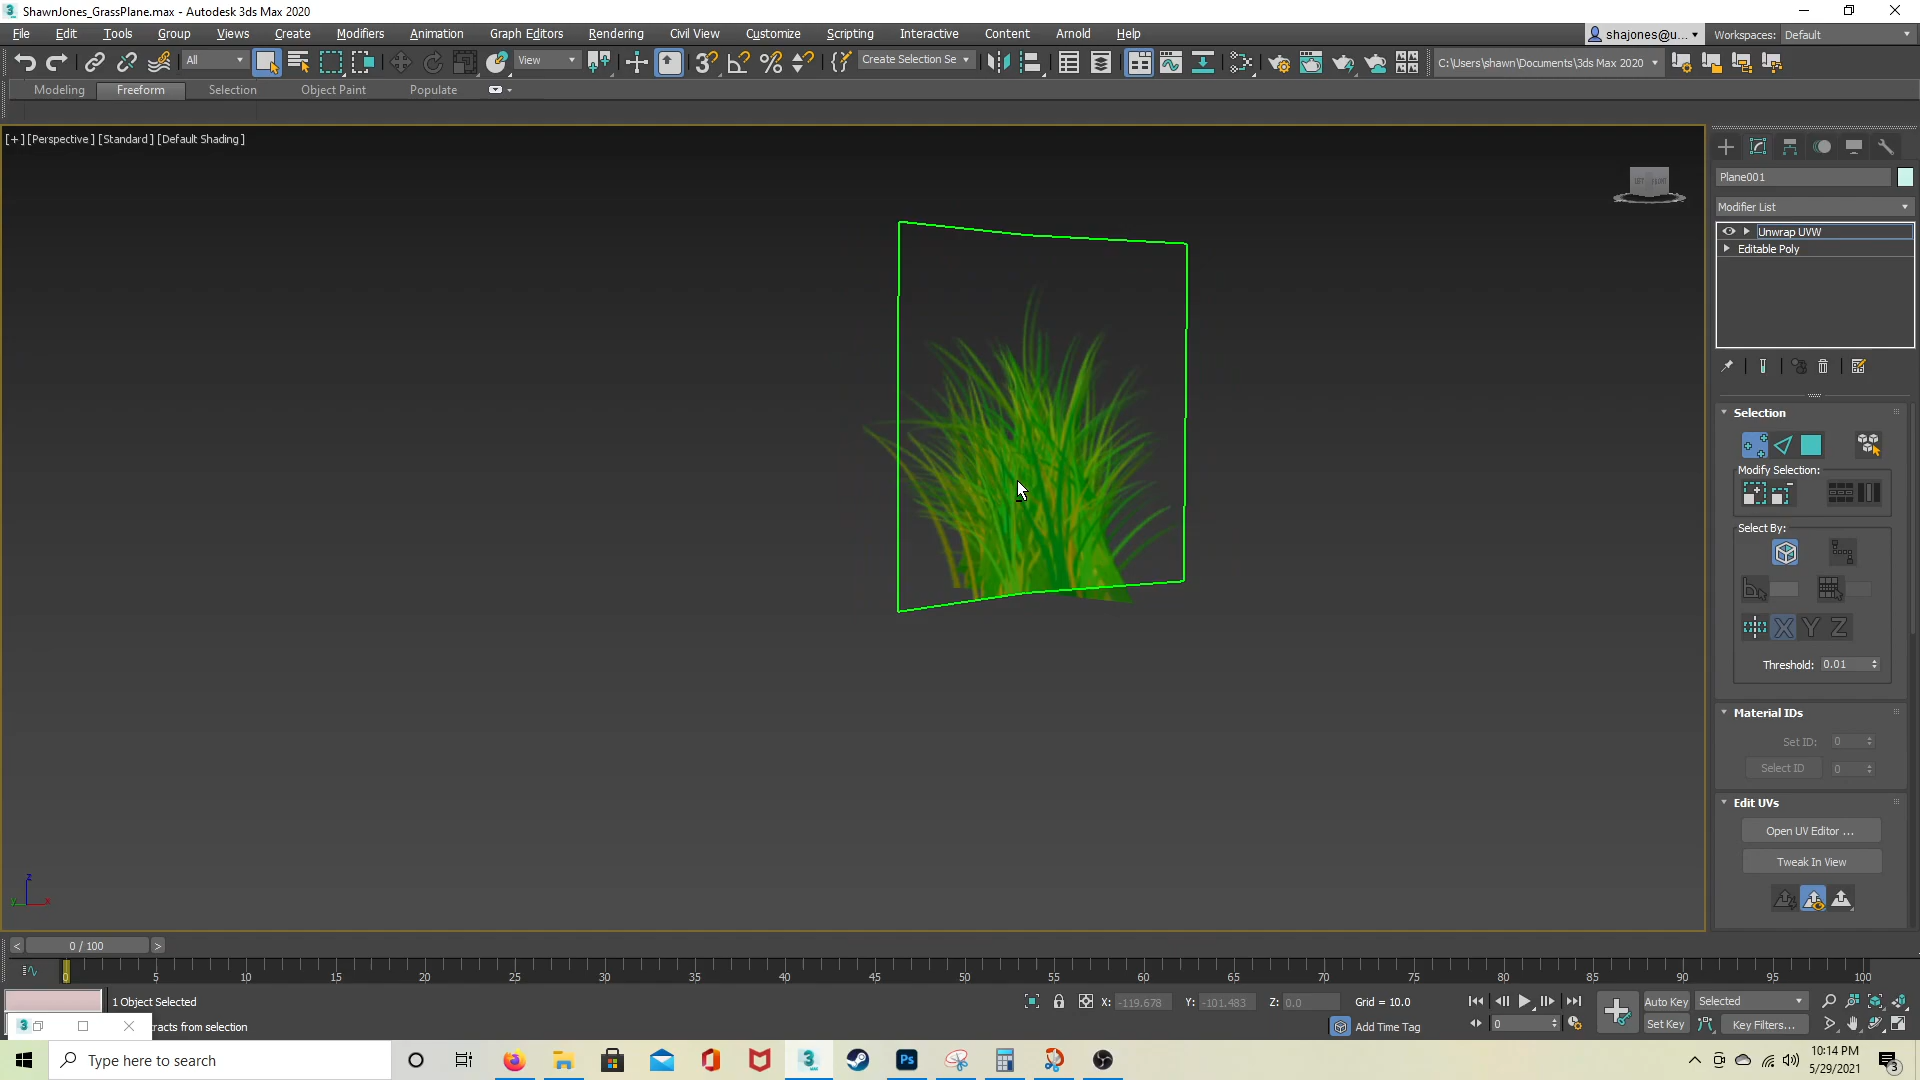 ShawnJones_GrassPlane.max - Autodesk 3ds Max 2020
File Edit Tools Group Views Create Modifiers Animation Graph Editors Rendering Civil View Customize Scripting Interactive Content Arnold Help
shajones@u... Workspaces: Default
All View Create Selection Se C:\Users\shawn\Documents\3ds Max 2020
Modeling Freeform Selection Object Paint Populate
[+] [Perspective] [Standard] [Default Shading]
Plane001
Modifier List
Unwrap UVW
Editable Poly
Selection
Modify Selection:
Select By:
X Y Z
Threshold: 0.01
Material IDs
Set ID: 0
Select ID 0
Edit UVs
Open UV Editor ...
Tweak In View
z
y x
< 0 / 100 >
0 5 10 15 20 25 30 35 40 45 50 55 60 65 70 75 80 85 90 95 100
1 Object Selected
X: -119.678 Y: -101.483 Z: 0.0 Grid = 10.0
Auto Key Selected
tracts from selection
Add Time Tag
0
Set Key Key Filters...
Type here to search
Ps
10:14 PM
5/29/2021
3